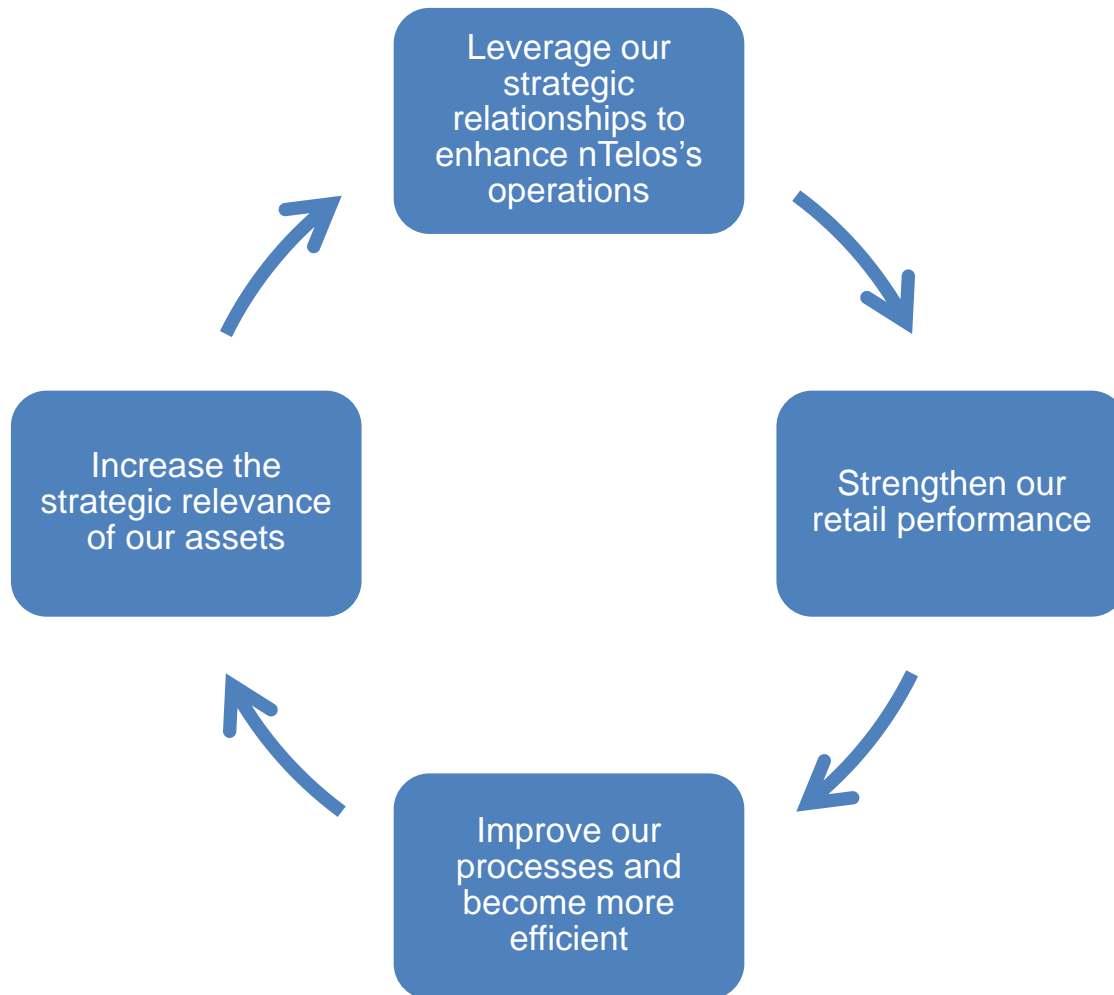 Leverage our
strategic
relationships to
enhance nTelos’s
operations
Strengthen our
retail performance
Improve our
processes and
become more
efficient
Increase the
strategic relevance
of our assets